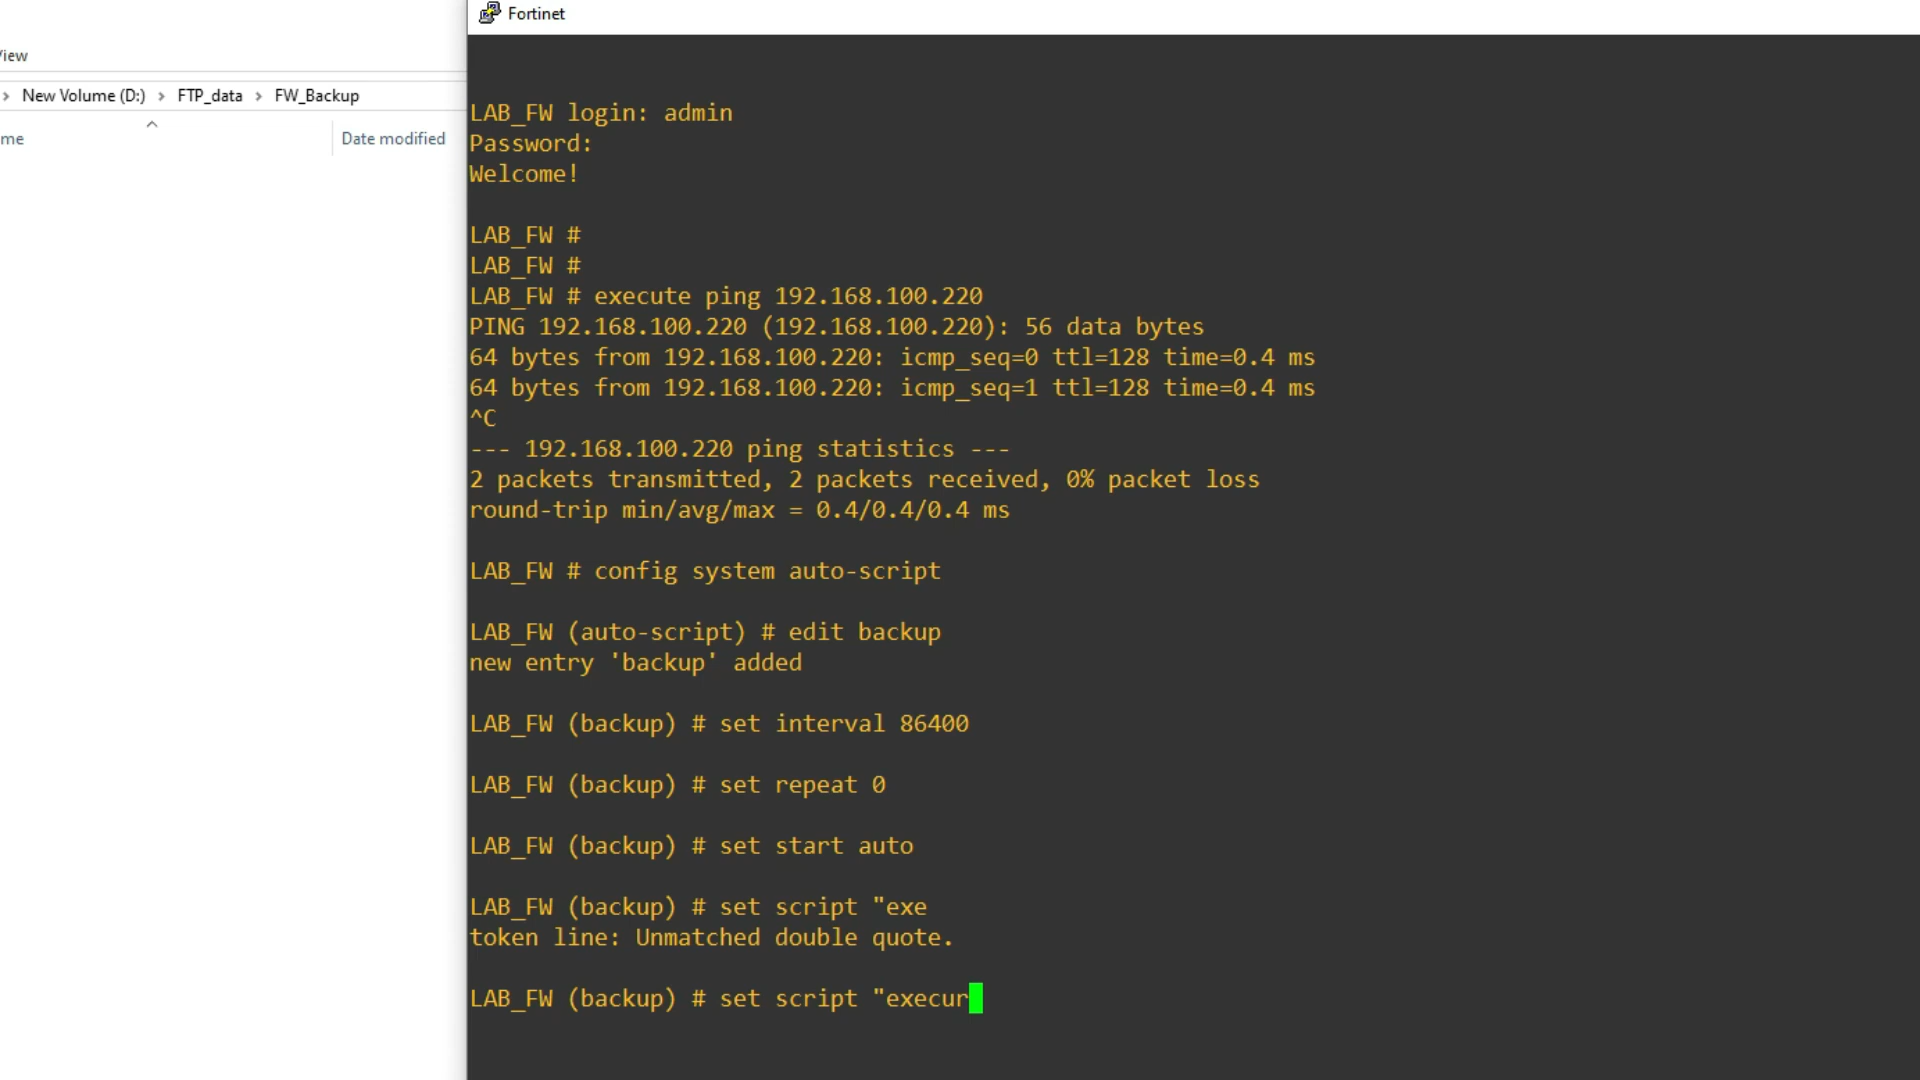 Fortinet
View
New Volume (D:) > FTP_data > FW_Backup
me
Date modified
LAB_FW login: admin
Password:
Welcome!
LAB_FW #
LAB_FW #
LAB_FW # execute ping 192.168.100.220
PING 192.168.100.220 (192.168.100.220): 56 data bytes
64 bytes from 192.168.100.220: icmp_seq=0 ttl=128 time=0.4 ms
64 bytes from 192.168.100.220: icmp_seq=1 ttl=128 time=0.4 ms
^C
--- 192.168.100.220 ping statistics ---
2 packets transmitted, 2 packets received, 0% packet loss
round-trip min/avg/max = 0.4/0.4/0.4 ms
LAB_FW # config system auto-script
LAB_FW (auto-script) # edit backup
new entry 'backup' added
LAB_FW (backup) # set interval 86400
LAB_FW (backup) # set repeat 0
LAB_FW (backup) # set start auto
LAB_FW (backup) # set script "exe
token line: Unmatched double quote.
LAB_FW (backup) # set script "execur